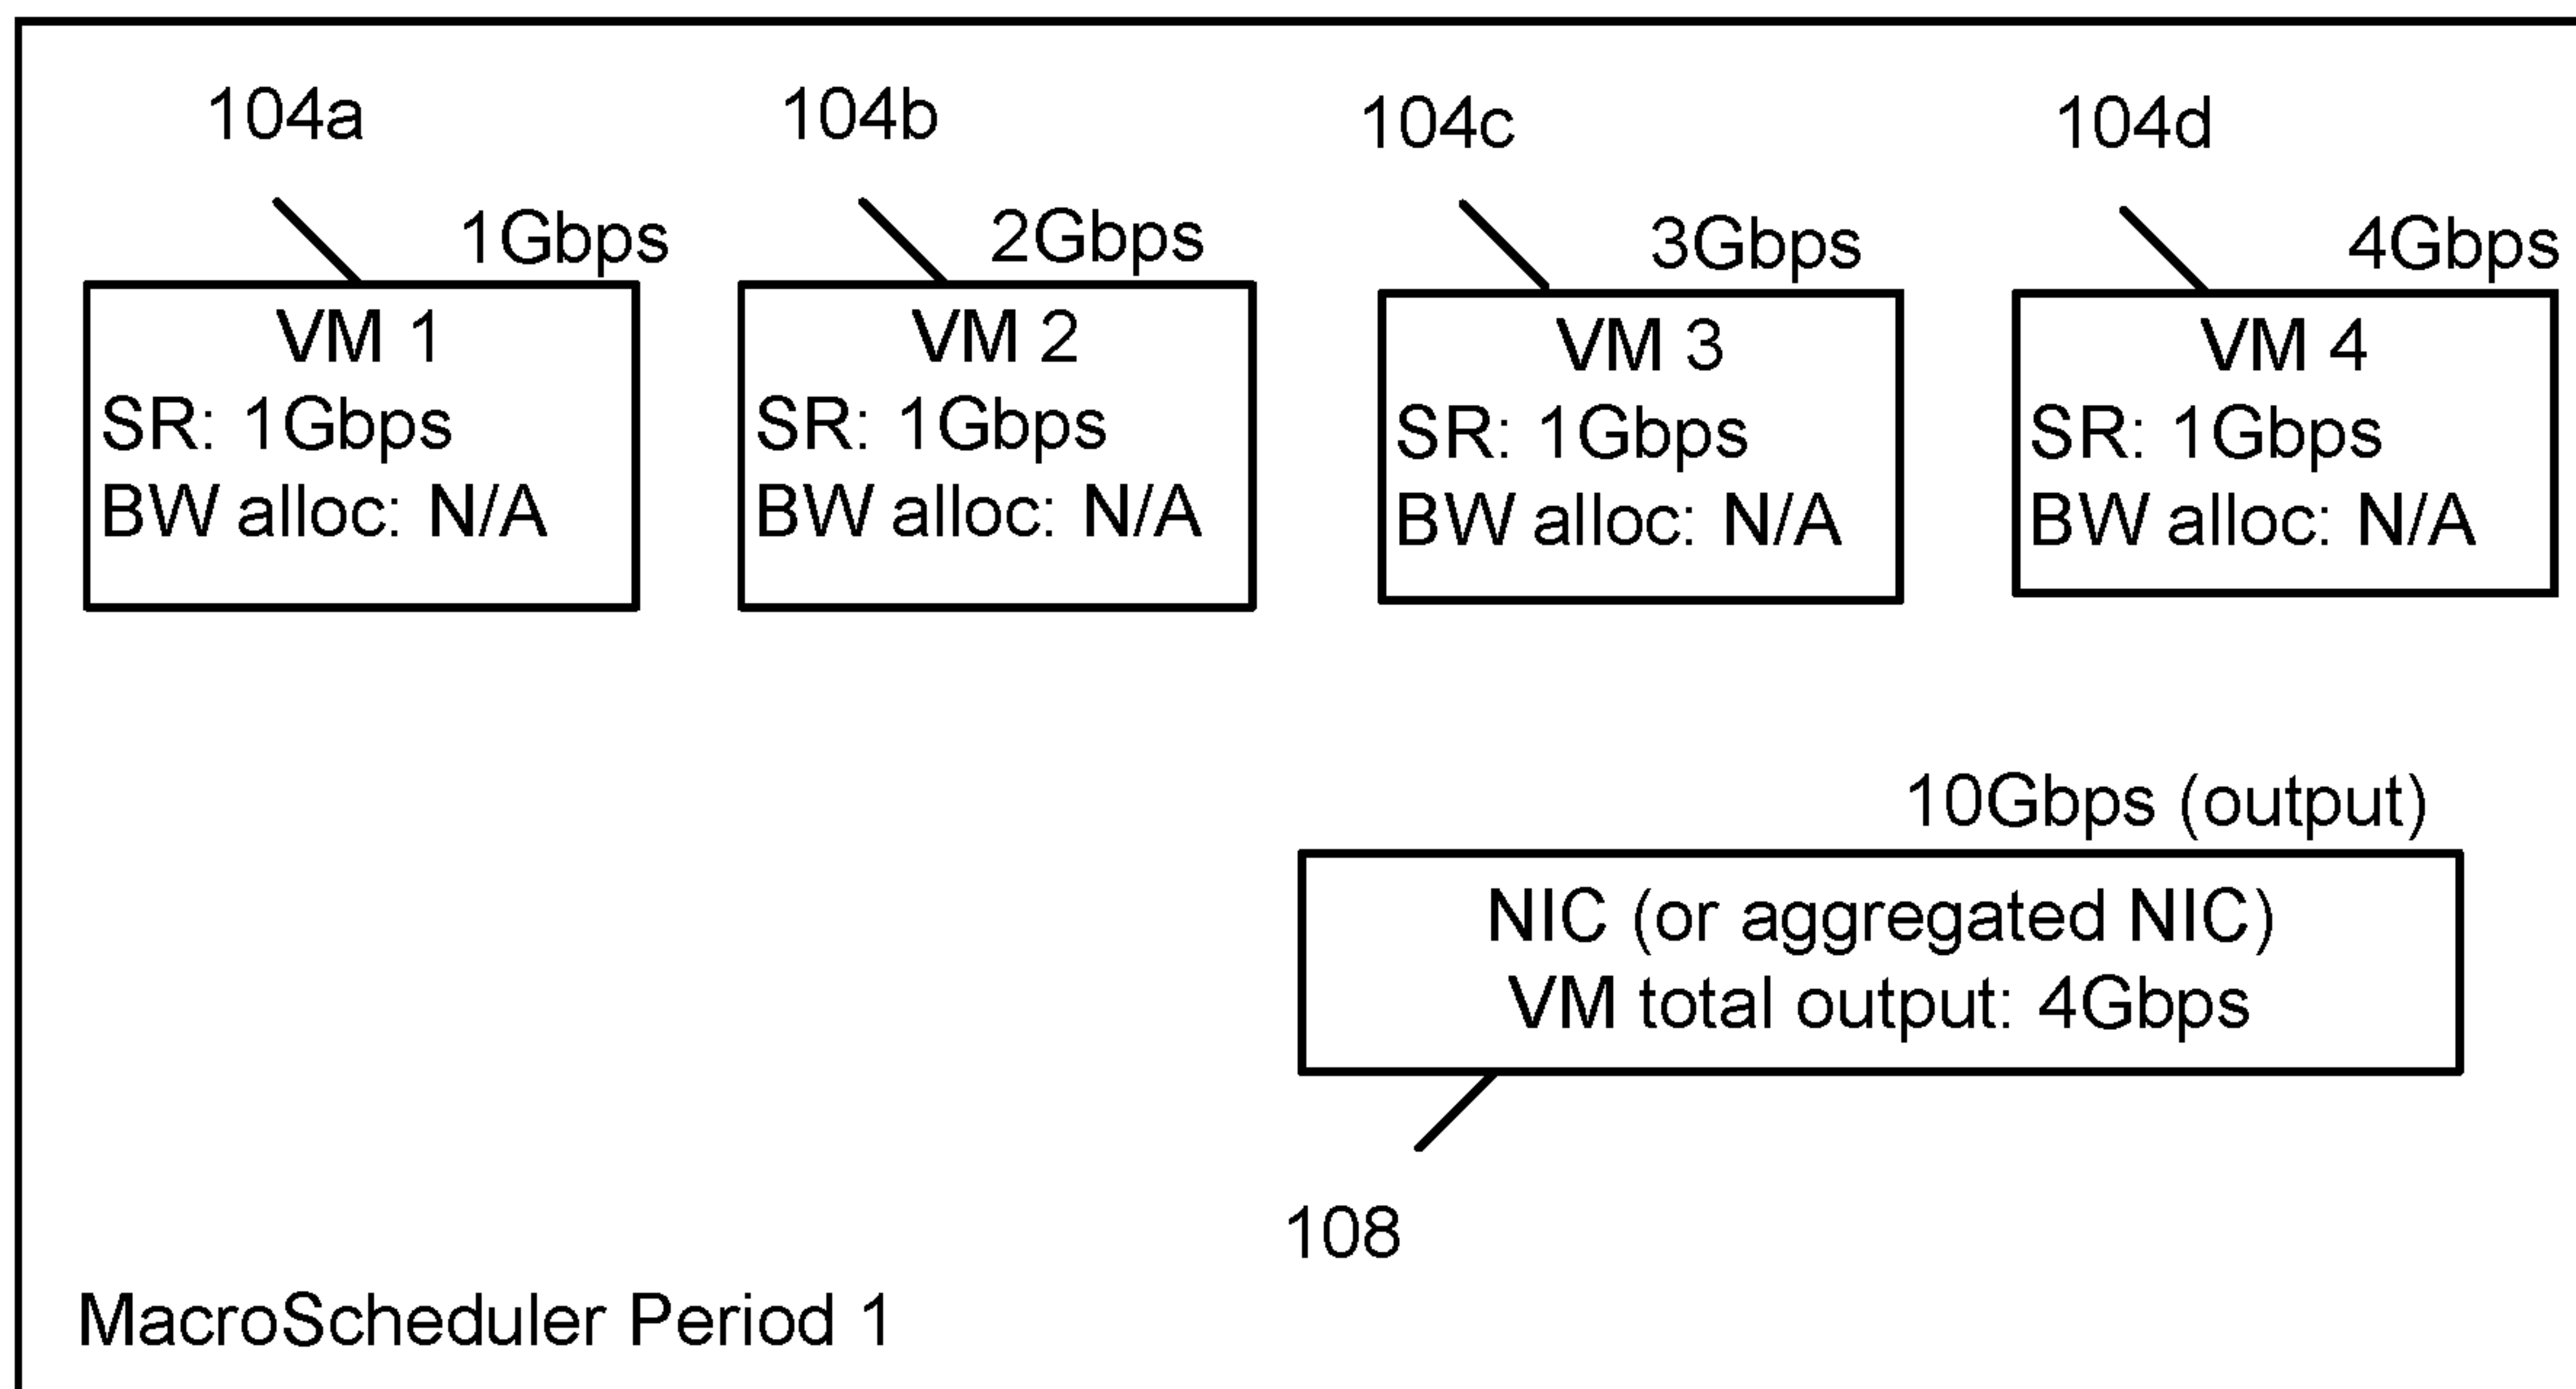 104a
104b
104c
104d
1Gbps
2Gbps
3Gbps
4Gbps
VM 1
SR: 1Gbps
BW alloc: N/A
VM 2
SR: 1Gbps
BW alloc: N/A
VM 3
SR: 1Gbps
BW alloc: N/A
VM 4
SR: 1Gbps
BW alloc: N/A
10Gbps (output)
NIC (or aggregated NIC)
VM total output: 4Gbps
108
MacroScheduler Period 1